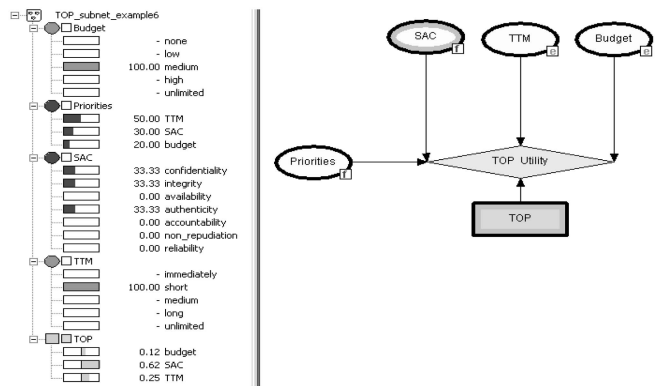 TOP_subnet_example6
Budget
- none
- low
100.00 medium
- high
- unlimited
Priorities
50.00 TTM
30.00 SAC
20.00 budget
SAC
33.33 confidentiality
33.33 integrity
0.00 availability
33.33 authenticity
0.00 accountability
0.00 non_repudiation
0.00 reliability
TTM
- immediately
100.00 short
- medium
- long
- unlimited
TOP
0.12 budget
0.62 SAC
0.25 TTM
SAC
f
TTM
e
Budget
e
Priorities
f
TOP Utility
TOP